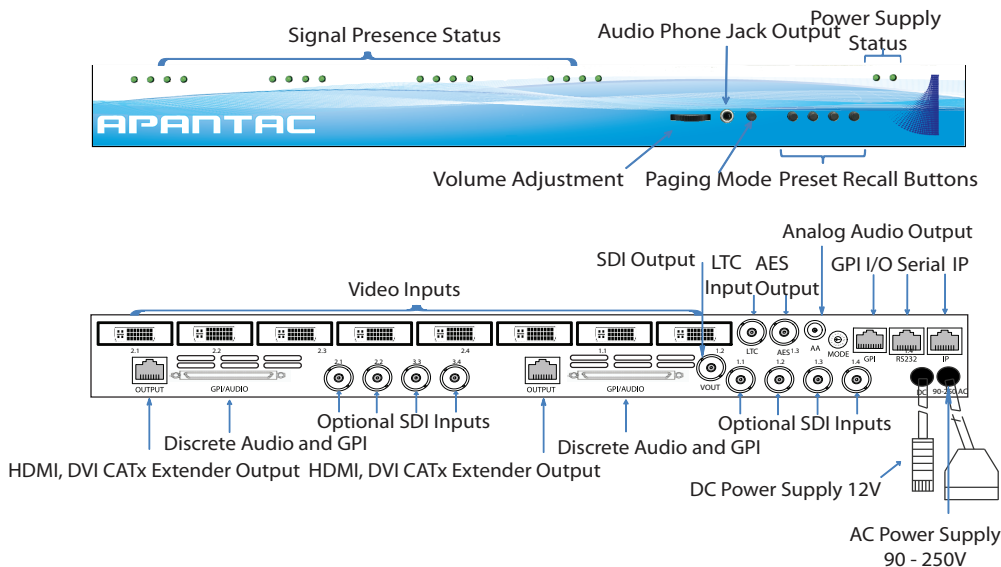 Signal Presence Status
Audio Phone Jack Output
Power Supply
Status
APANTAC
Volume Adjustment
Paging Mode
Preset Recall Buttons
Analog Audio Output
SDI Output
LTC
Input
AES
Output
GPI I/O
Serial
IP
Video Inputs
2.1
2.2
2.3
2.4
1.1
1.2
LTC
AES
1.3
AA
MODE
GPI
RS232
IP
OUTPUT
GPI/AUDIO
2.1
2.2
3.3
3.4
OUTPUT
GPI/AUDIO
VOUT
1.1
1.2
1.3
1.4
DC
90-250 AC
Optional SDI Inputs
Optional SDI Inputs
Discrete Audio and GPI
Discrete Audio and GPI
HDMI, DVI CATx Extender Output
HDMI, DVI CATx Extender Output
DC Power Supply 12V
AC Power Supply
90 - 250V